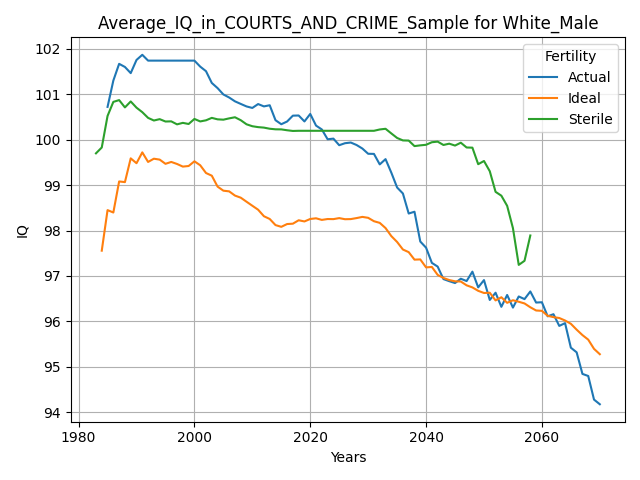 Average_IQ_in_COURTS_AND_CRIME_Sample for White_Male
Fertility
Actual
Ideal
Sterile
IQ
102
101
100
99
98
97
96
95
94
1980
2000
2020
2040
2060
Years